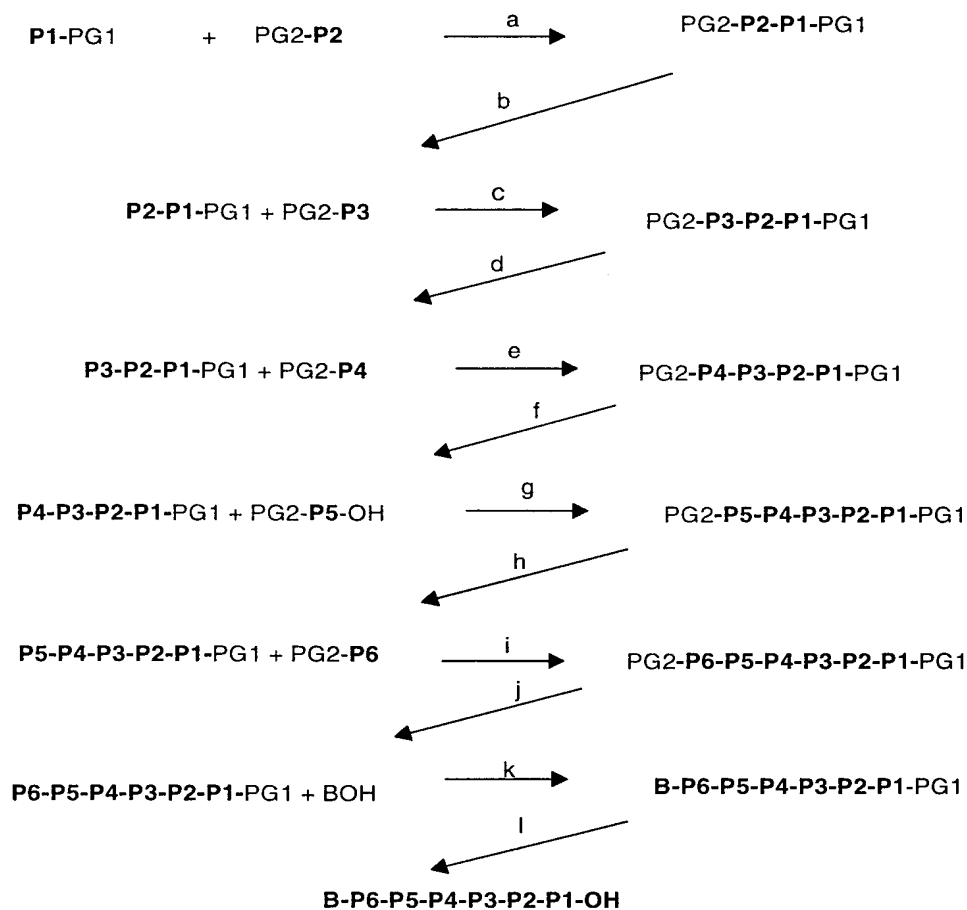 P1-PG1 + PG2-P2 a PG2-P2-P1-PG1
b
P2-P1-PG1 + PG2-P3 c PG2-P3-P2-P1-PG1
d
P3-P2-P1-PG1 + PG2-P4 e PG2-P4-P3-P2-P1-PG1
f
P4-P3-P2-P1-PG1 + PG2-P5-OH g PG2-P5-P4-P3-P2-P1-PG1
h
P5-P4-P3-P2-P1-PG1 + PG2-P6 i PG2-P6-P5-P4-P3-P2-P1-PG1
j
P6-P5-P4-P3-P2-P1-PG1 + BOH k B-P6-P5-P4-P3-P2-P1-PG1
l
B-P6-P5-P4-P3-P2-P1-OH